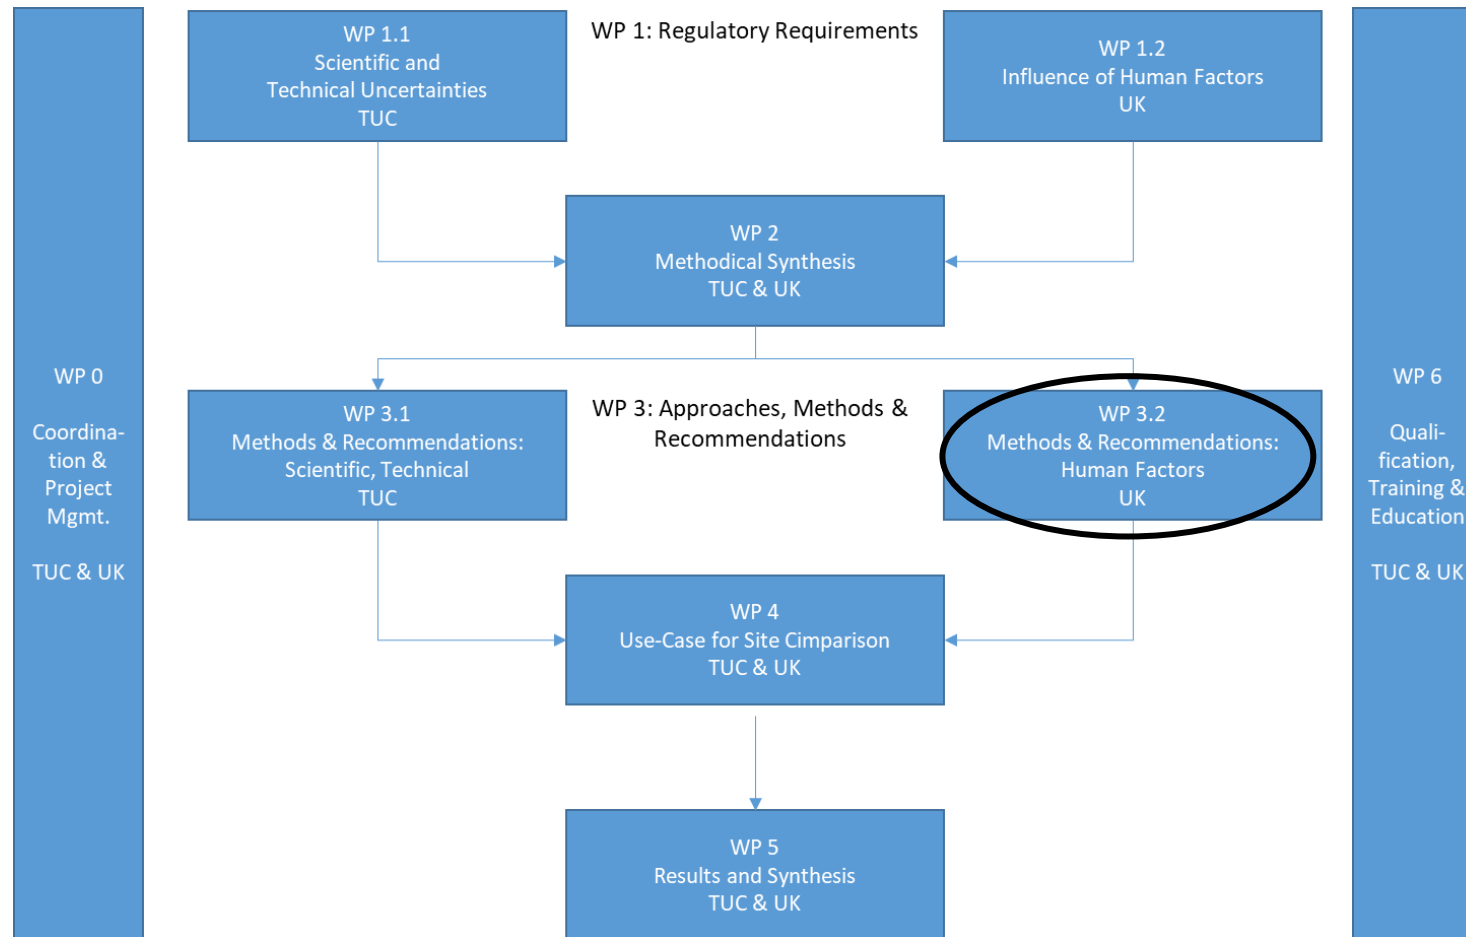 WP 1.1
Scientific and
Technical Uncertainties
TUC
WP 1: Regulatory Requirements
WP 1.2
Influence of Human Factors
UK
WP 2
Methodical Synthesis
TUC & UK
WP 0
Coordina-
tion &
Project
Mgmt.
TUC & UK
WP 3.1
Methods & Recommendations:
Scientific, Technical
TUC
WP 3: Approaches, Methods &
Recommendations
WP 3.2
Methods & Recommendations:
Human Factors
UK
WP 6
Quali-
fication,
Training &
Education
TUC & UK
WP 4
Use-Case for Site Cimparison
TUC & UK
WP 5
Results and Synthesis
TUC & UK